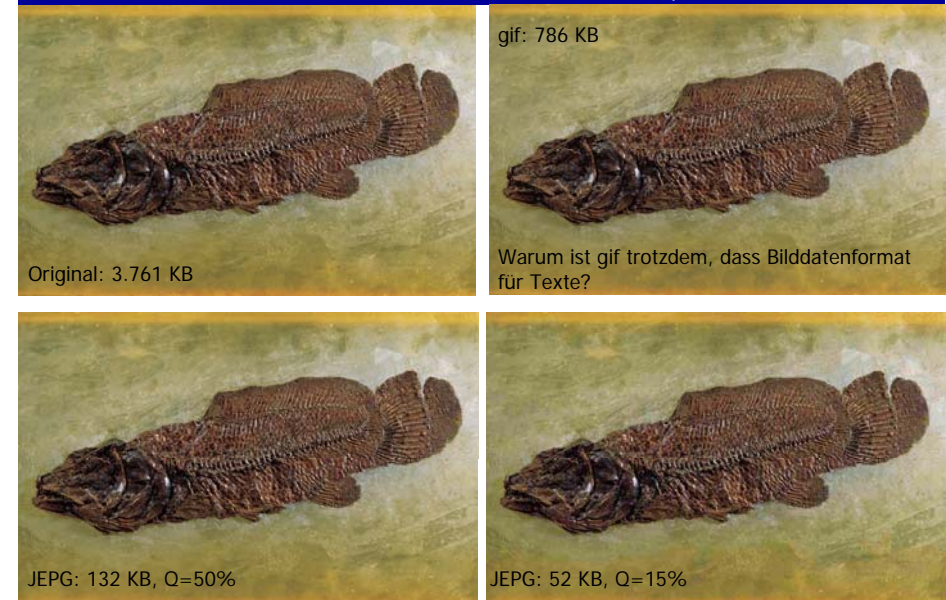 gif: 786 KB
Original: 3.761 KB
Warum ist gif trotzdem, dass Bilddatenformat
für Texte?
JEPG: 132 KB, Q=50%
JEPG: 52 KB, Q=15%